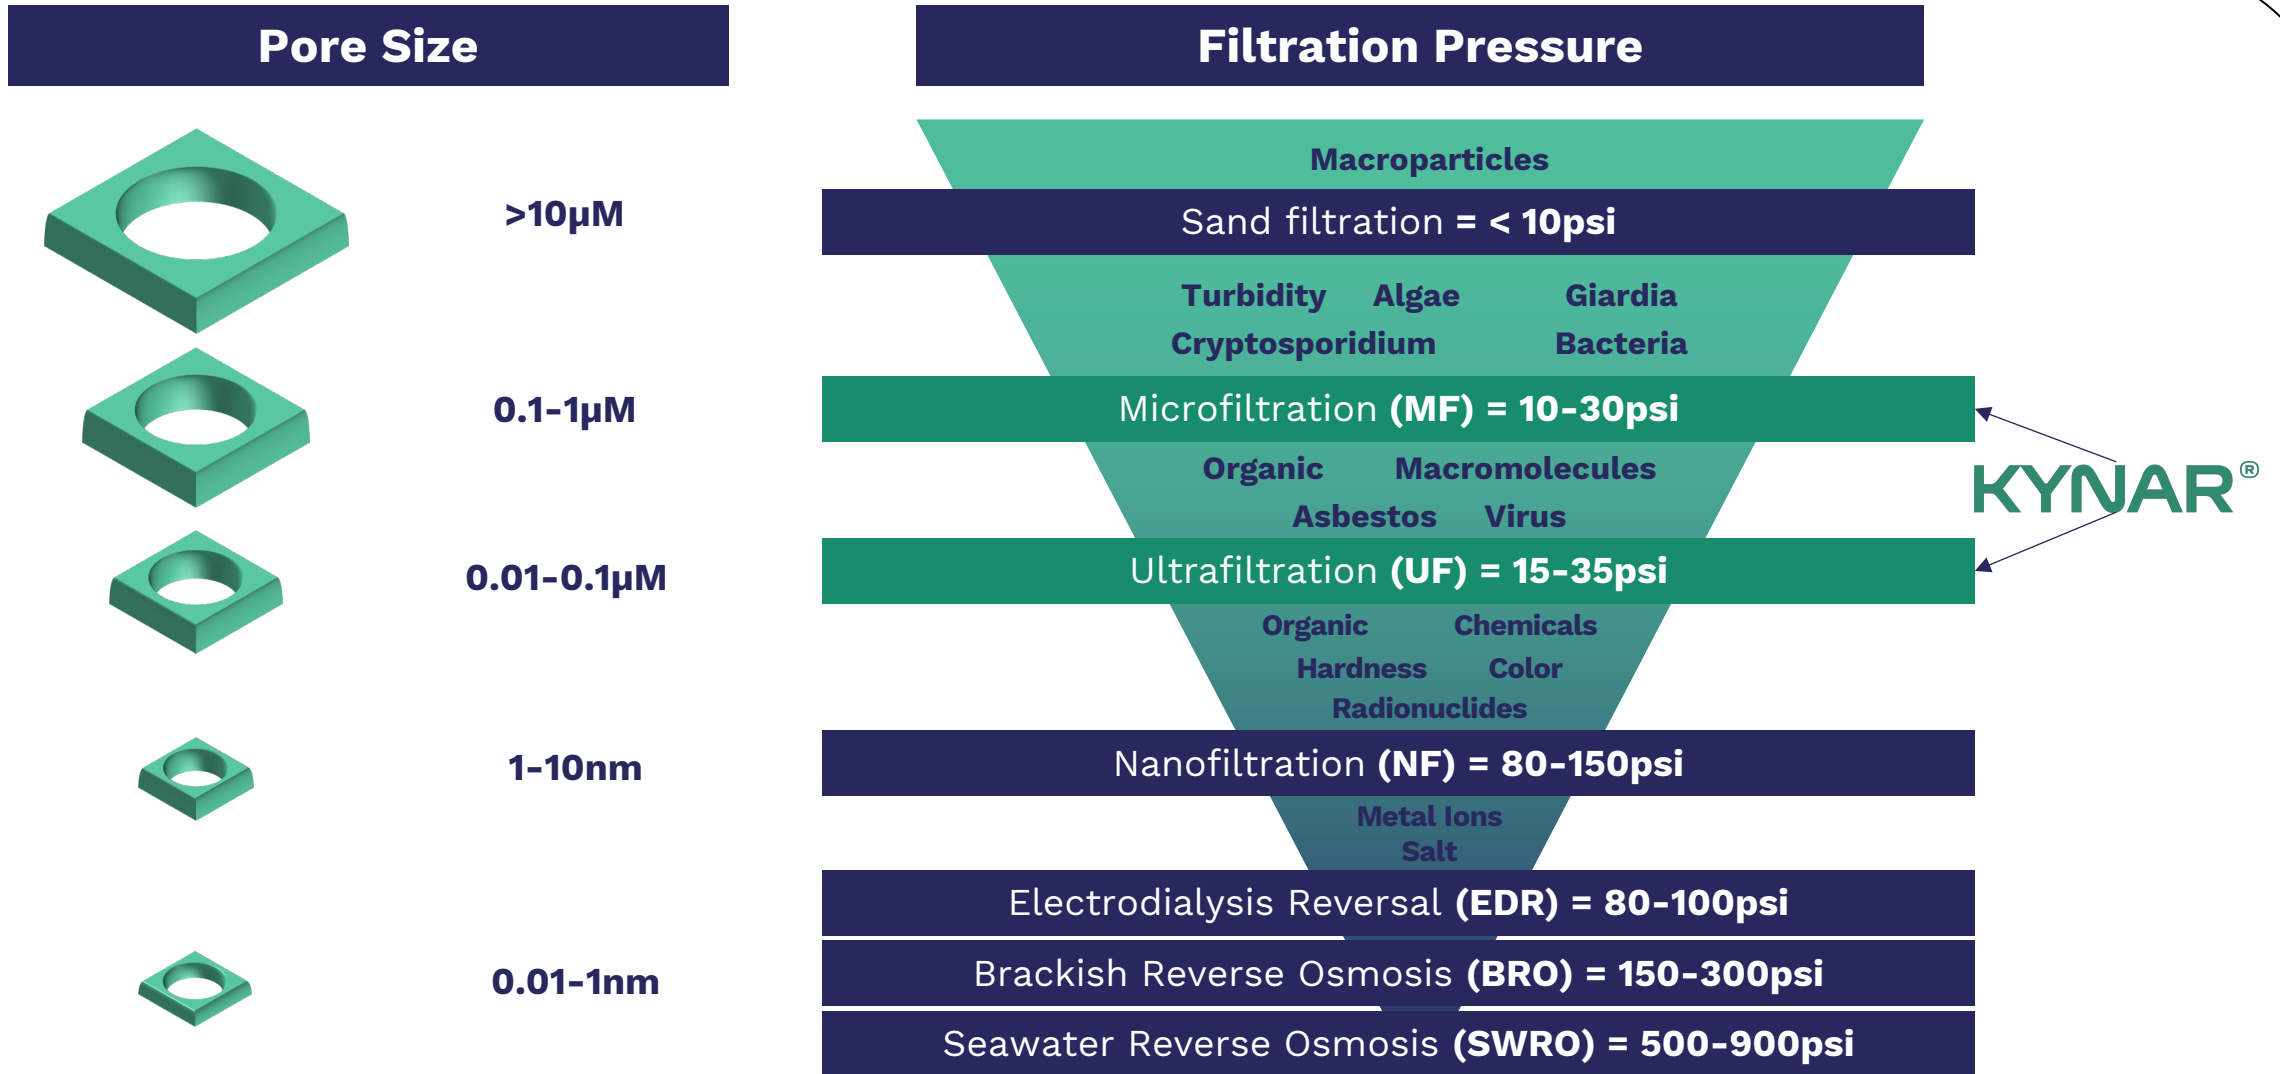 Pore Size
Filtration Pressure
Macroparticles
>10µM
Sand filtration = < 10psi
Turbidity Algae Giardia
Cryptosporidium Bacteria
0.1-1µM
Microfiltration (MF) = 10-30psi
Organic Macromolecules
KYNAR®
Asbestos Virus
0.01-0.1µM
Ultrafiltration (UF) = 15-35psi
Organic Chemicals
Hardness Color
Radionuclides
1-10nm
Nanofiltration (NF) = 80-150psi
Metal Ions
Salt
Electrodialysis Reversal (EDR) = 80-100psi
0.01-1nm
Brackish Reverse Osmosis (BRO) = 150-300psi
Seawater Reverse Osmosis (SWRO) = 500-900psi